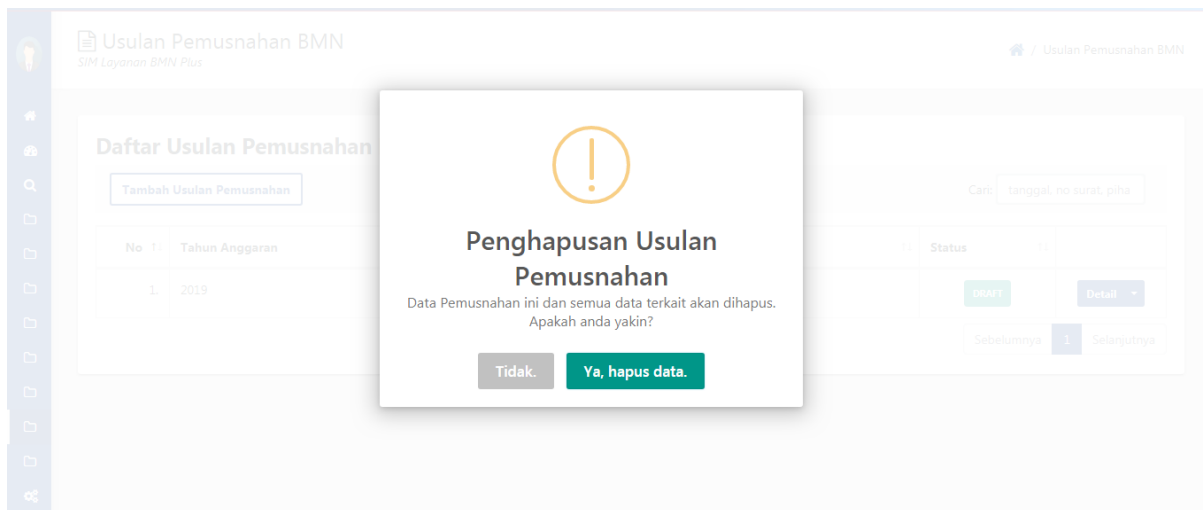 Usulan Pemusnahan BMN
SIM Layanan BMN Plus
/ Usulan Pemusnahan BMN
Daftar Usulan Pemusnahan
Tambah Usulan Pemusnahan
Cari: tanggal, no surat, piha
No Tahun Anggaran Status
1. 2019 DRAFT Detail
Sebelumnya 1 Selanjutnya
Penghapusan Usulan
Pemusnahan
Data Pemusnahan ini dan semua data terkait akan dihapus.
Apakah anda yakin?
Tidak. Ya, hapus data.